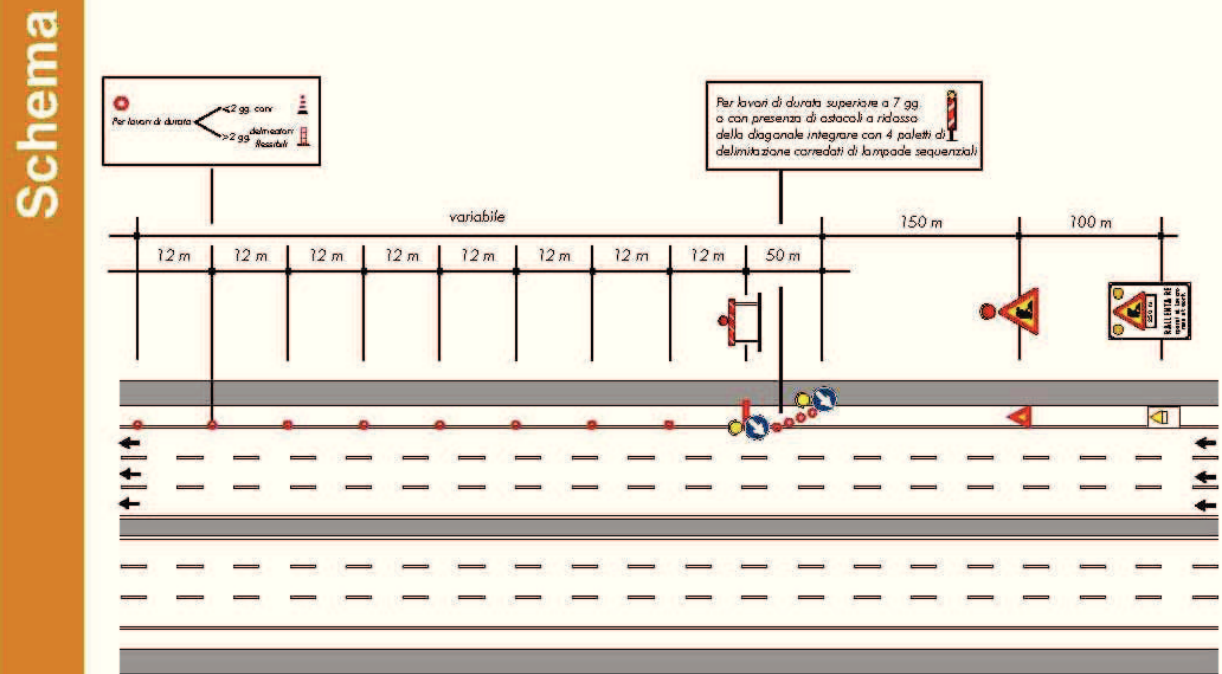 Schema
Per lavori di durata
<2 gg. coni
>2 gg. delineatori
flessibili
Per lavori di durata superiore a 7 gg.
o con presenza di ostacoli a ridosso
della diagonale integrare con 4 paletti di
delimitazione corredati di lampade sequenziali
variabile
150 m
100 m
12 m
12 m
12 m
12 m
12 m
12 m
12 m
12 m
50 m
RALLENTARE